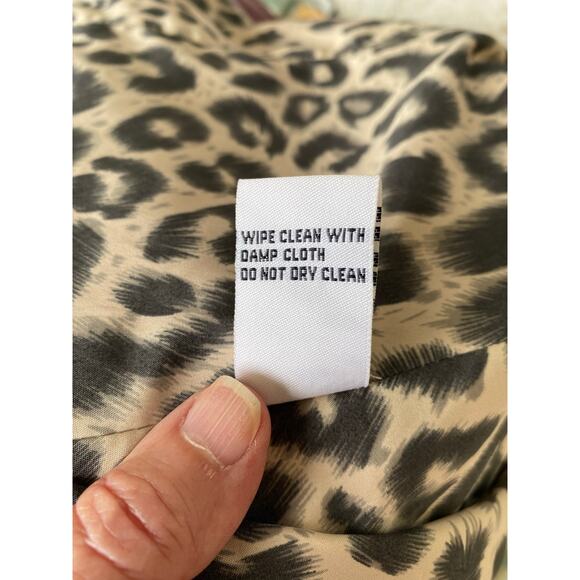 WIPE CLEAN WITH
DAMP CLOTH
DO NOT DRY CLEAN